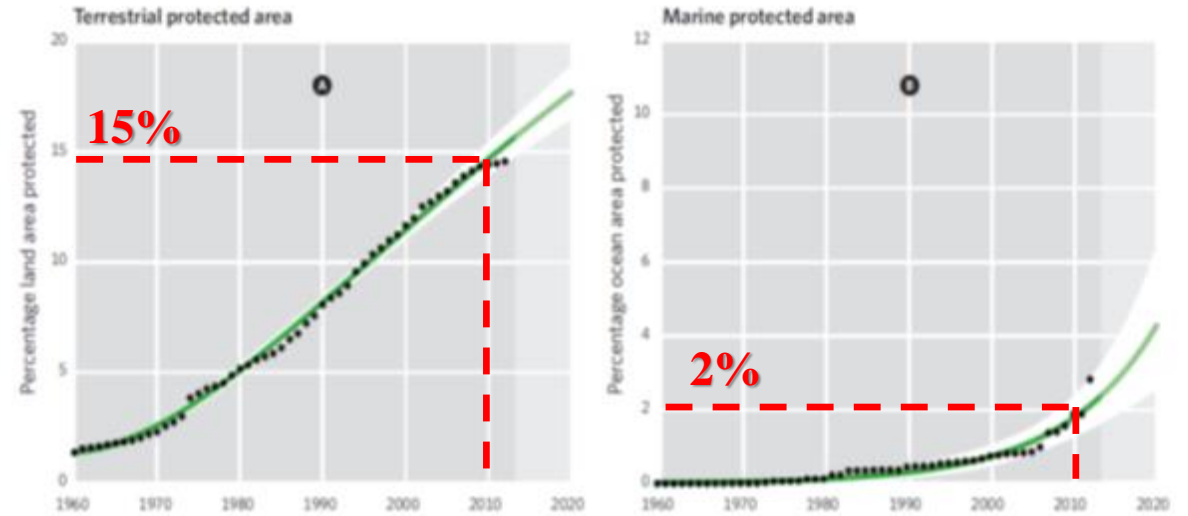 Terrestrial protected area
20
15
10
5
0
Percentage land area protected
A
15%
1960 1970 1980 1990 2000 2010 2020
Marine protected area
12
10
8
6
4
2
0
Percentage ocean area protected
B
2%
1960 1970 1980 1990 2000 2010 2020